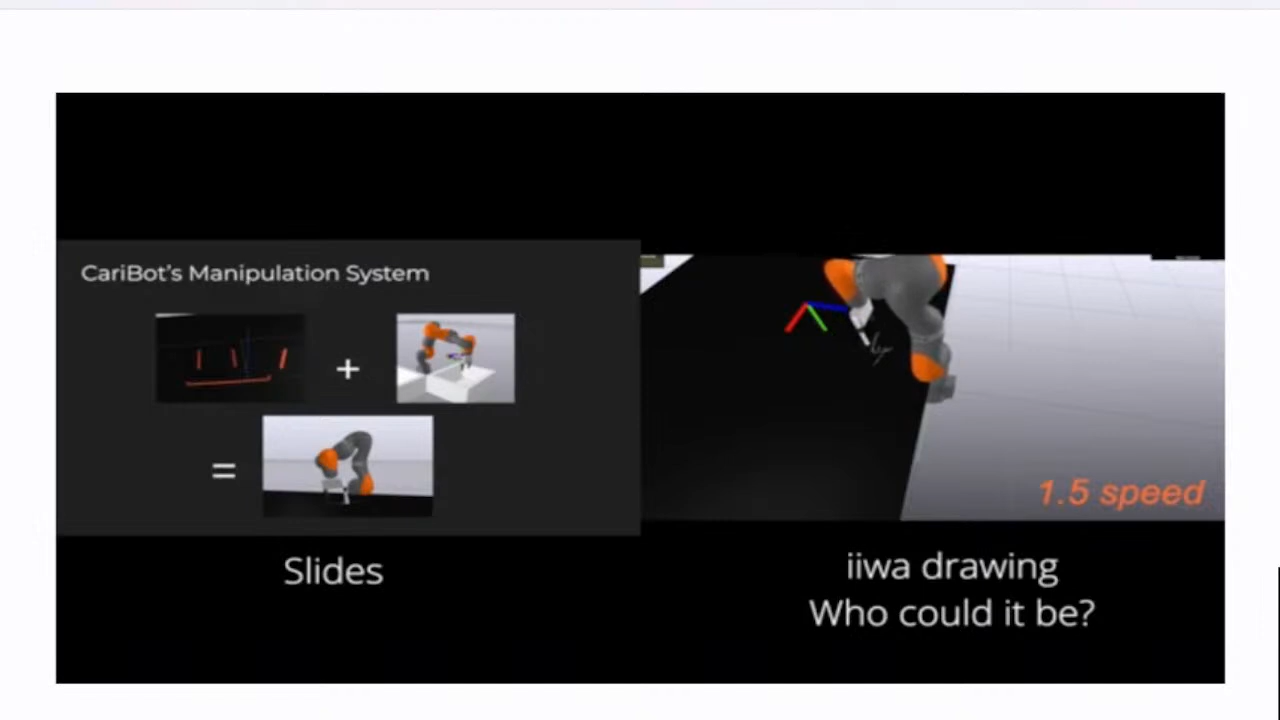 CariBot's Manipulation System
+
=
1.5 speed
Slides
iiwa drawing
Who could it be?